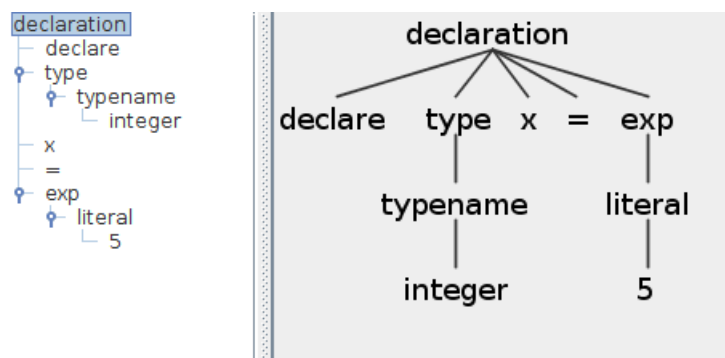 declaration
declare
type
typename
integer
x
=
exp
literal
5
declaration
declare type x = exp
typename literal
integer 5